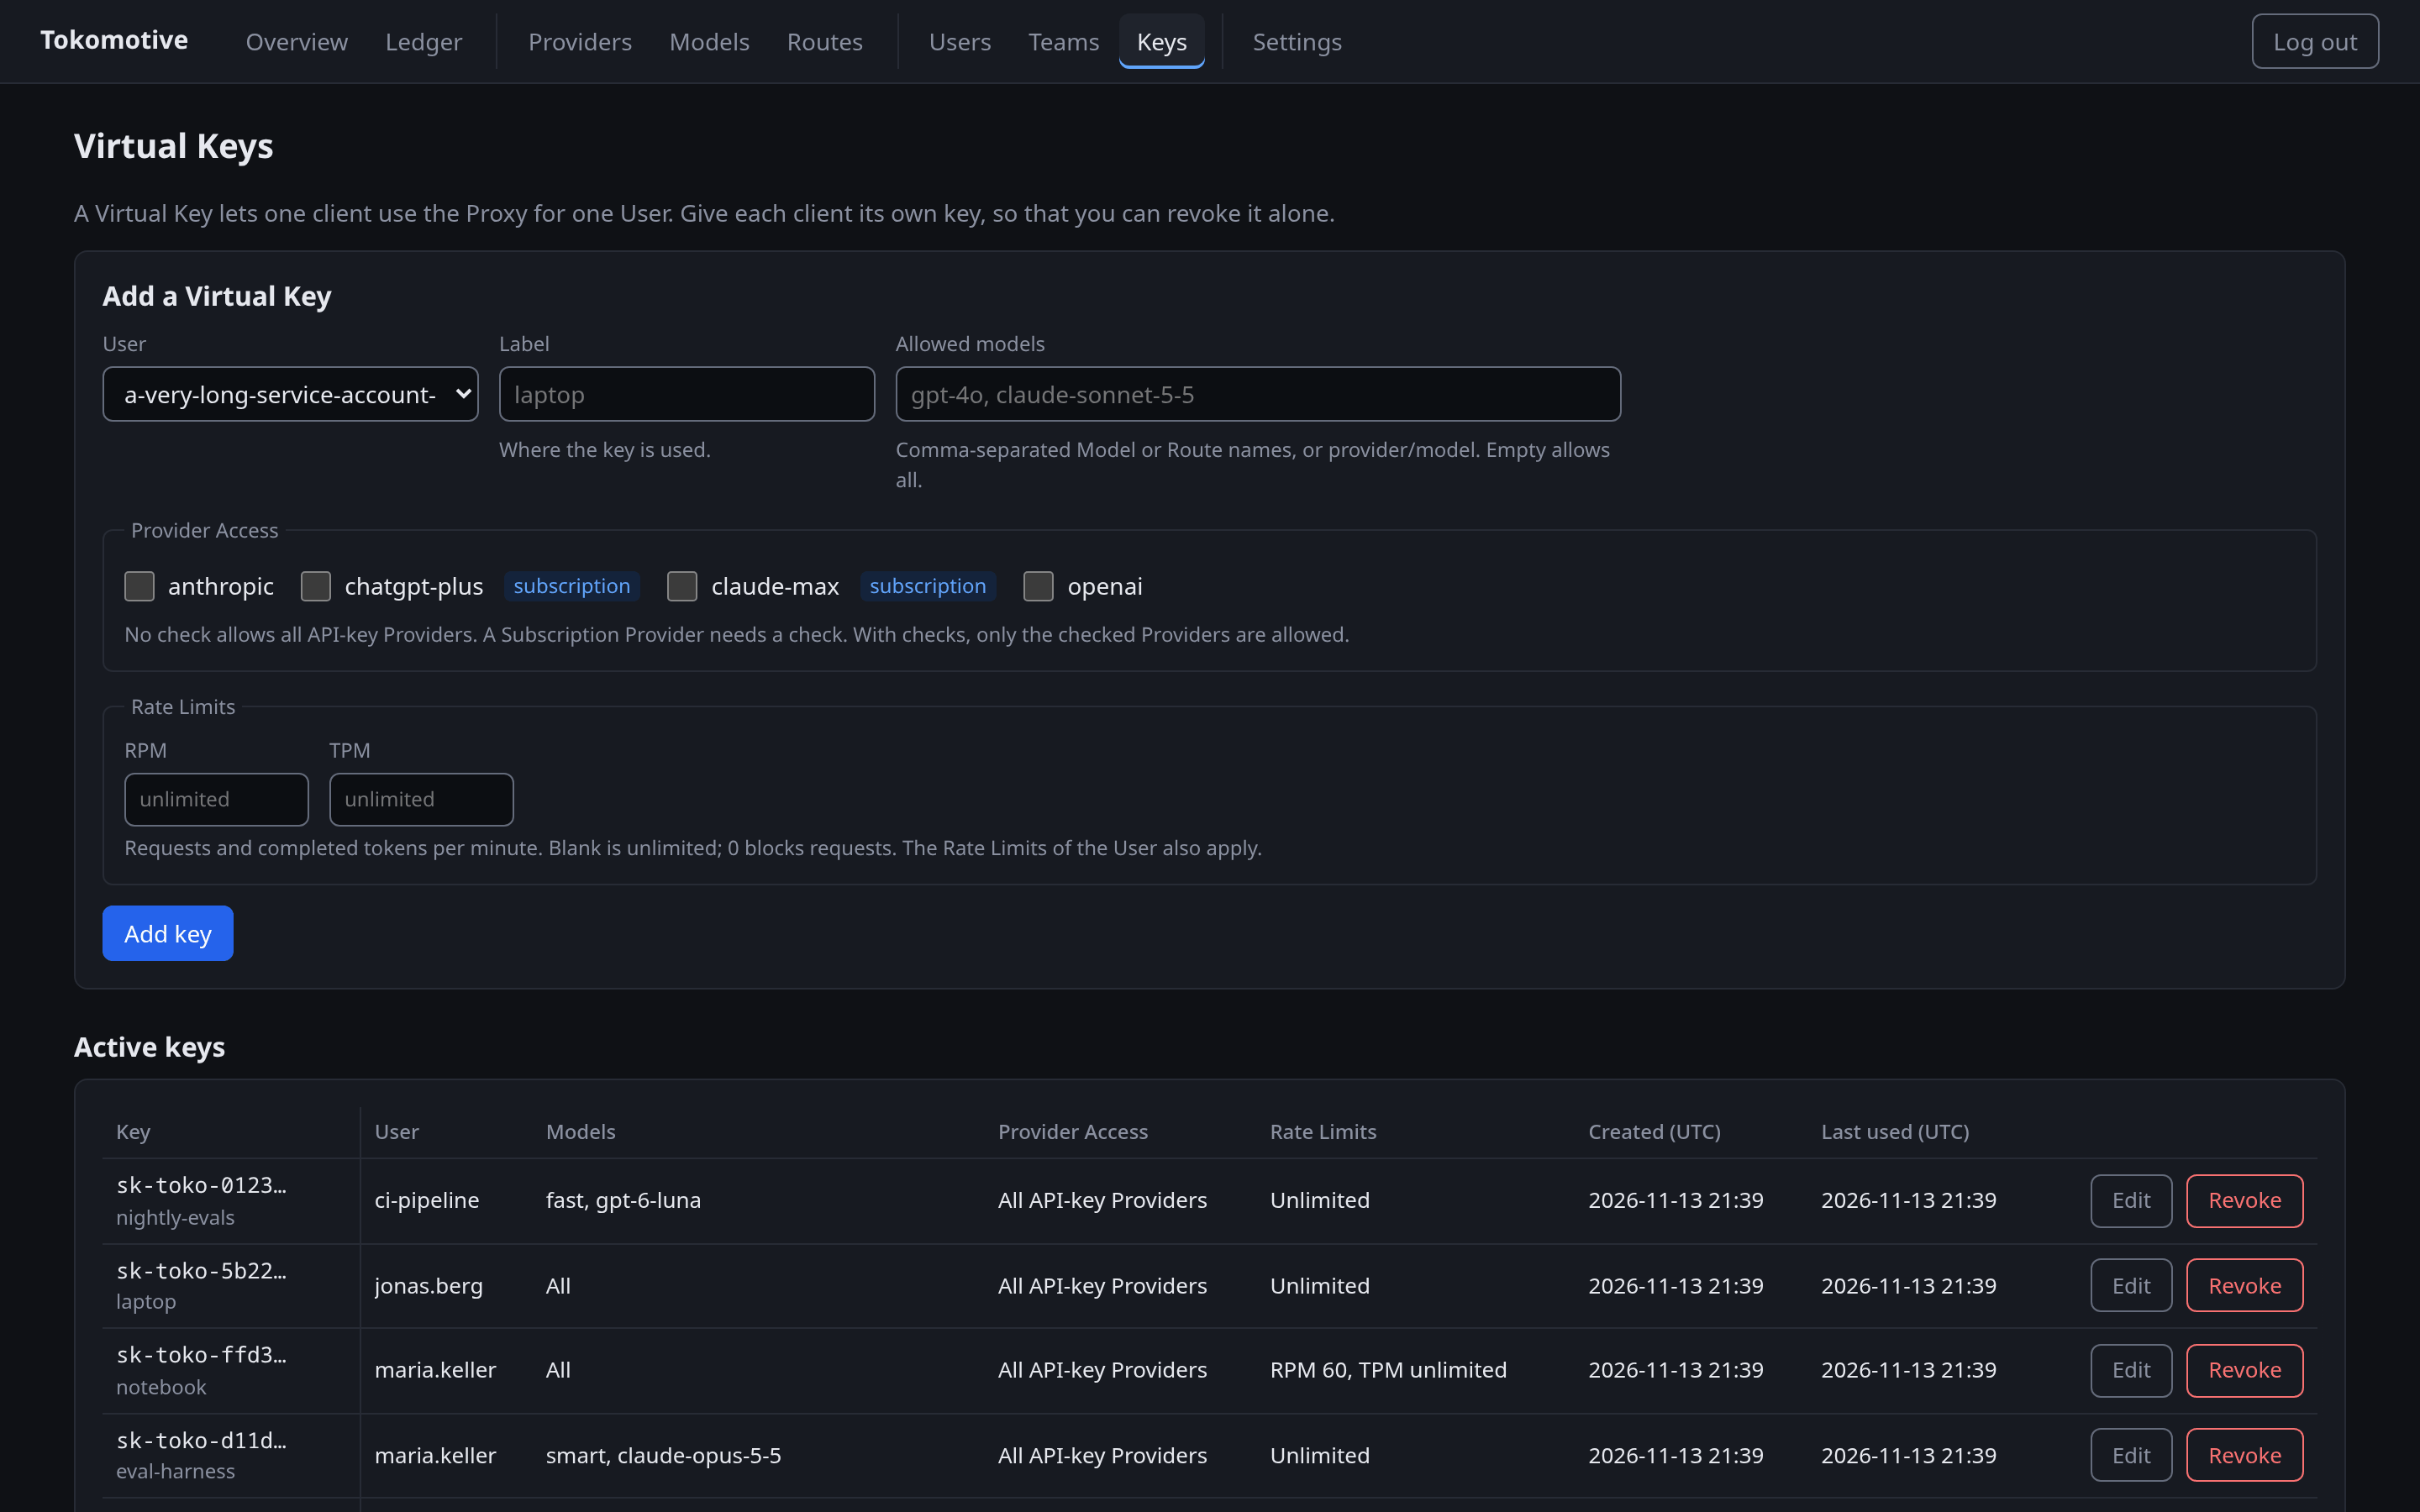 Tokomotive Overview Ledger Providers Models Routes Users Teams Keys Settings Log out
Virtual Keys
A Virtual Key lets one client use the Proxy for one User. Give each client its own key, so that you can revoke it alone.
Add a Virtual Key
User Label Allowed models
a-very-long-service-account- laptop gpt-4o, claude-sonnet-5-5
Where the key is used. Comma-separated Model or Route names, or provider/model. Empty allows
all.
Provider Access
anthropic chatgpt-plus subscription claude-max subscription openai
No check allows all API-key Providers. A Subscription Provider needs a check. With checks, only the checked Providers are allowed.
Rate Limits
RPM TPM
unlimited unlimited
Requests and completed tokens per minute. Blank is unlimited; 0 blocks requests. The Rate Limits of the User also apply.
Add key
Active keys
Key User Models Provider Access Rate Limits Created (UTC) Last used (UTC)
sk-toko-0123… ci-pipeline fast, gpt-6-luna All API-key Providers Unlimited 2026-11-13 21:39 2026-11-13 21:39 Edit Revoke
nightly-evals
sk-toko-5b22… jonas.berg All All API-key Providers Unlimited 2026-11-13 21:39 2026-11-13 21:39 Edit Revoke
laptop
sk-toko-ffd3… maria.keller All All API-key Providers RPM 60, TPM unlimited 2026-11-13 21:39 2026-11-13 21:39 Edit Revoke
notebook
sk-toko-d11d… maria.keller smart, claude-opus-5-5 All API-key Providers Unlimited 2026-11-13 21:39 2026-11-13 21:39 Edit Revoke
eval-harness